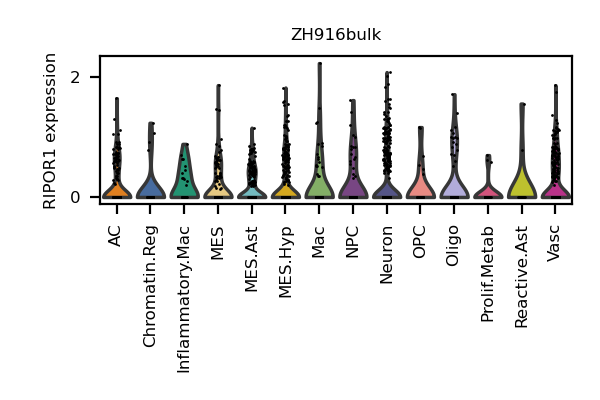 ZH916bulk
RIPOR1 expression
2
0
AC
Chromatin.Reg
Inflammatory.Mac
MES
MES.Ast
MES.Hyp
Mac
NPC
Neuron
OPC
Oligo
Prolif.Metab
Reactive.Ast
Vasc